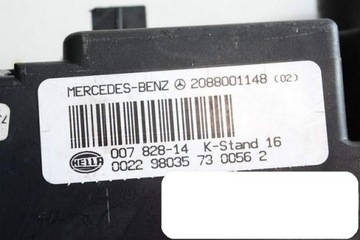 MERCEDES-BENZ 2088001148 (02)
007 828-14 K-Stand 16
HELLA 0022 98035 73 0056 2